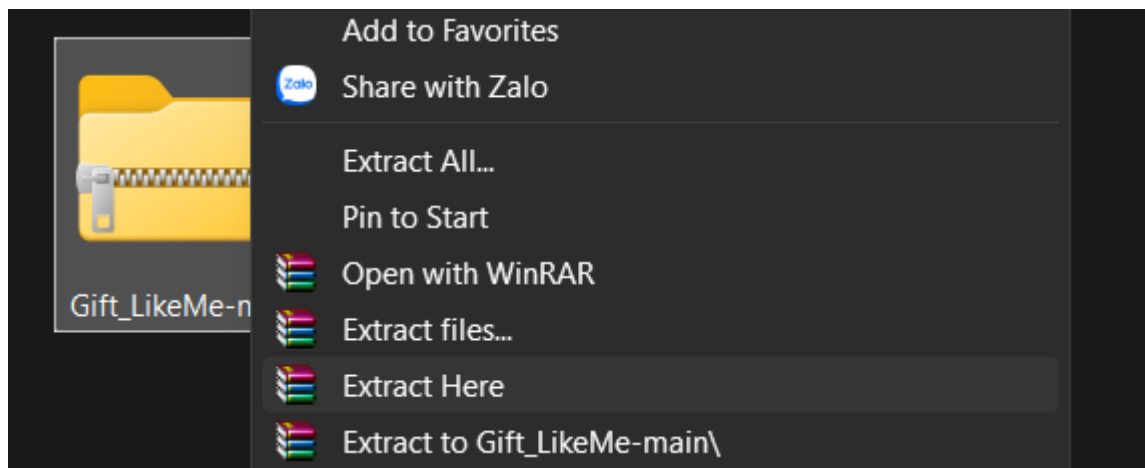 Add to Favorites
Zalo
Share with Zalo
Extract All...
Pin to Start
Open with WinRAR
Gift_LikeMe-m
Extract files...
Extract Here
Extract to Gift_LikeMe-main\